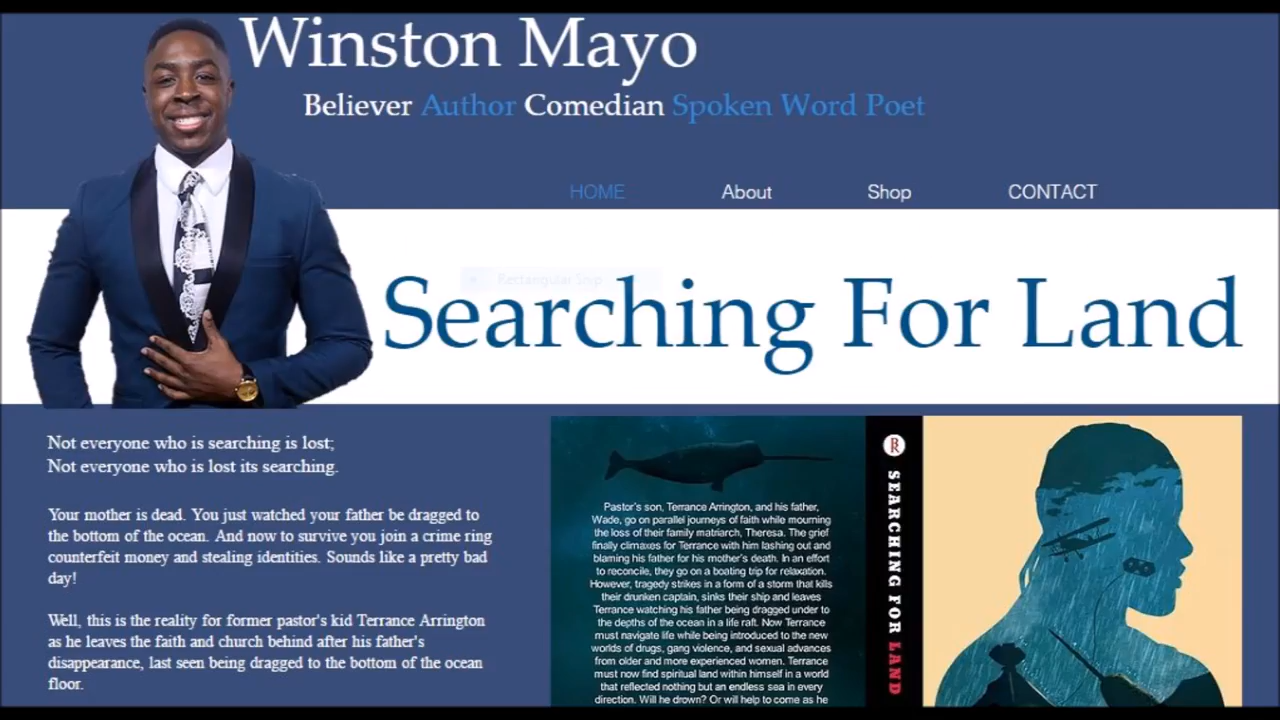 Winston Mayo
Believer Author Comedian Spoken Word Poet
HOME About Shop CONTACT
Rectangular Ship
Searching For Land
Not everyone who is searching is lost;
Not everyone who is lost its searching.
Your mother is dead. You just watched your father be dragged to
the bottom of the ocean. And now to survive you join a crime ring
counterfeit money and stealing identities. Sounds like a pretty bad
day!
Well, this is the reality for former pastor's kid Terrance Arrington
as he leaves the faith and church behind after his father's
disappearance, last seen being dragged to the bottom of the ocean
floor.
Pastor's son, Terrance Arrington, and his father,
Wade, go on parallel journeys of faith while mourning
the loss of their family matriarch, Theresa. The grief
finally climaxes for Terrance with him lashing out and
blaming his father for his mother's death. In an effort
to reconcile, they go on a boating trip for relaxation.
However, tragedy strikes in a form of a storm that kills
their drunken captain, sinks their ship and leaves
Terrance watching his father being dragged under to
the depths of the ocean in a life raft. Now Terrance
must navigate life while being introduced to the new
worlds of drugs, gang violence, and sexual advances
from older and more experienced women. Terrance
must now find spiritual land within himself in a world
that reflected nothing but an endless sea in every
direction. Will he drown? Or will help to come as he
SEARCHING FOR LAND